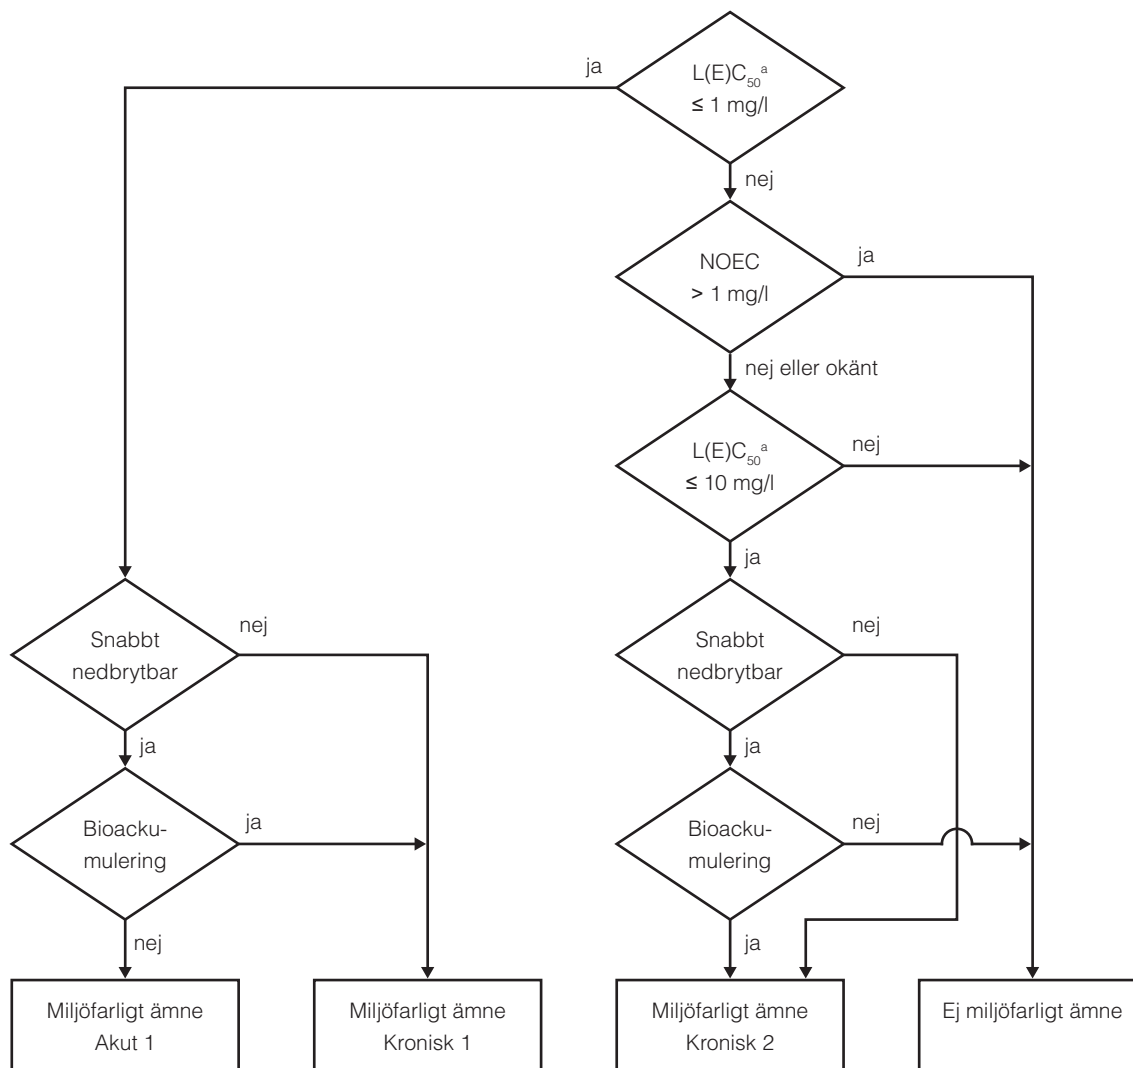 ja
L(E)C₅₀ᵃ
≤ 1 mg/l
nej
NOEC
> 1 mg/l
ja
nej eller okänt
L(E)C₅₀ᵃ
≤ 10 mg/l
nej
ja
Snabbt
nedbrytbar
nej
Snabbt
nedbrytbar
nej
ja
ja
Bioacku-
mulering
ja
Bioacku-
mulering
nej
nej
ja
Miljöfarligt ämne
Akut 1
Miljöfarligt ämne
Kronisk 1
Miljöfarligt ämne
Kronisk 2
Ej miljöfarligt ämne